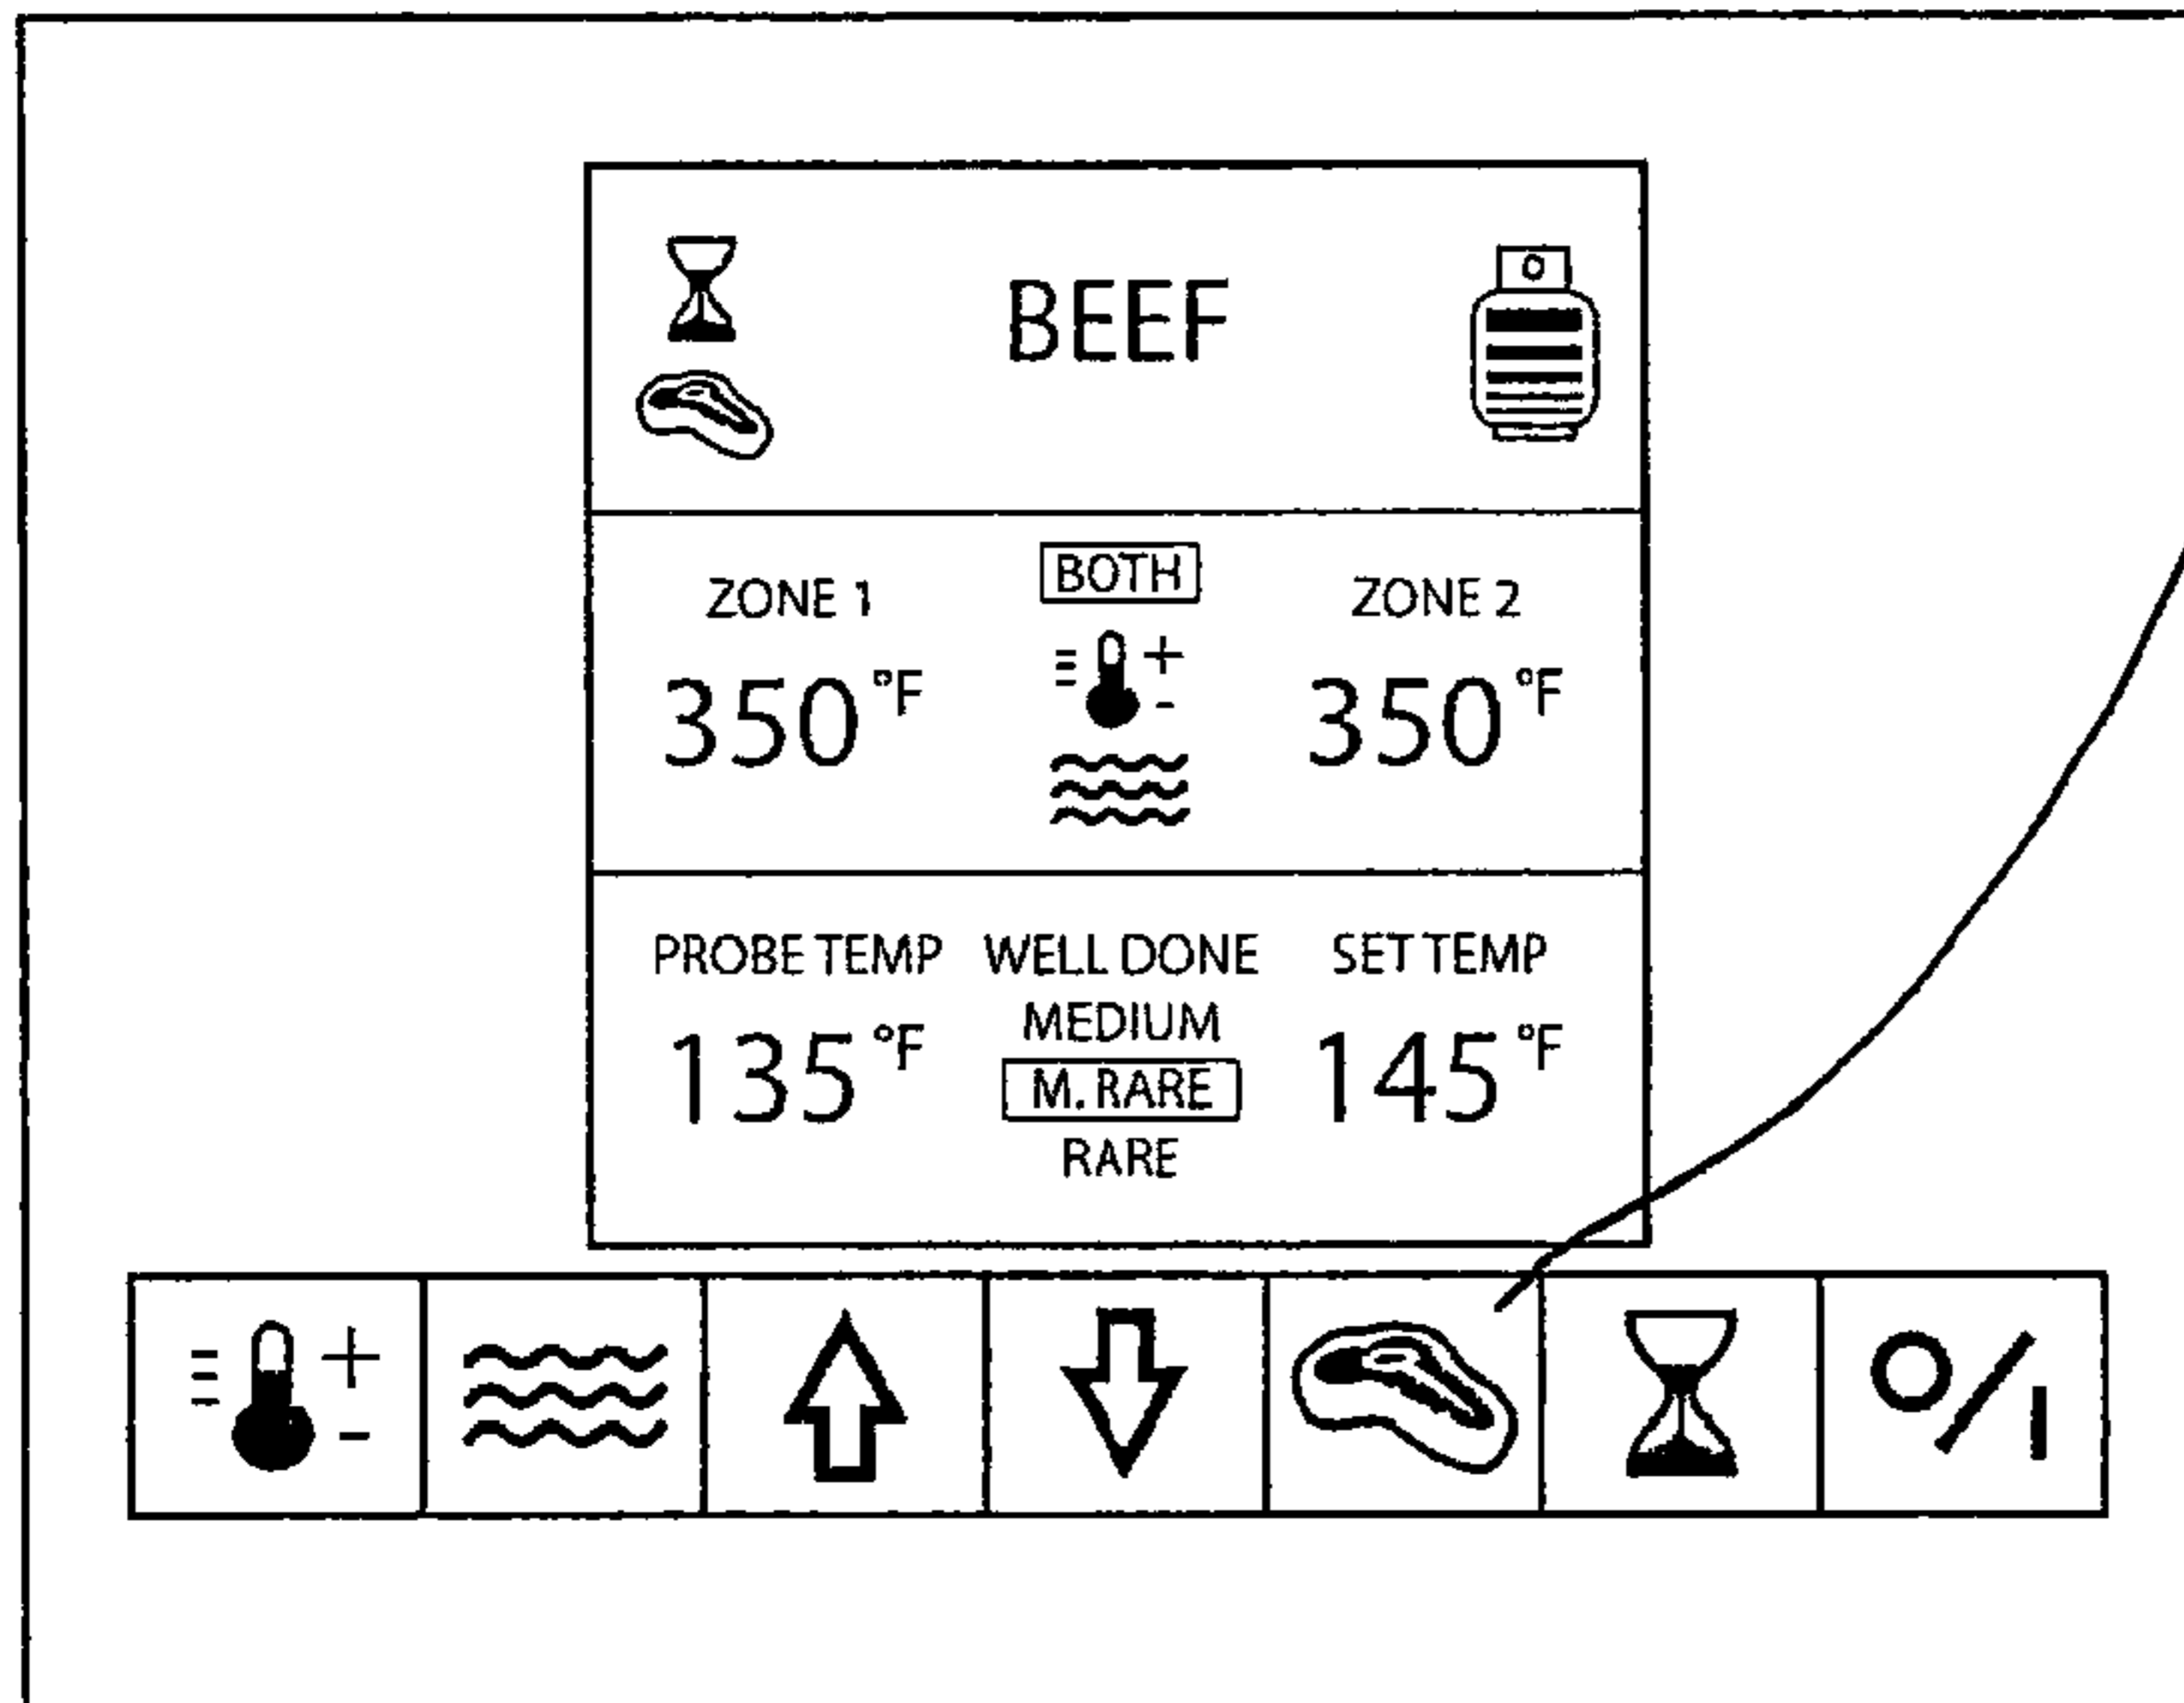 BEEF
BOTH
ZONE 1
ZONE 2
350 °F
350 °F
PROBE TEMP
WELL DONE
SET TEMP
MEDIUM
135 °F
M. RARE
145 °F
RARE